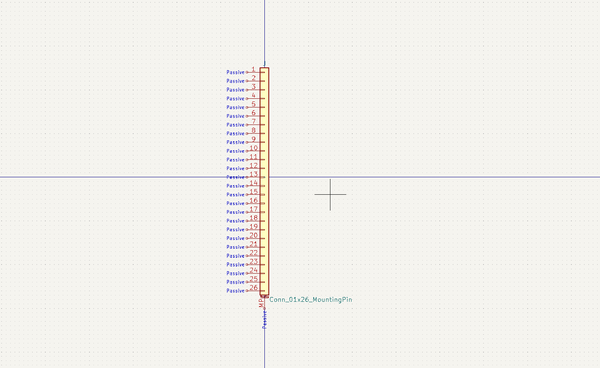 J
Passive 1
Passive 2
Passive 3
Passive 4
Passive 5
Passive 6
Passive 7
Passive 8
Passive 9
Passive 10
Passive 11
Passive 12
Passive 13
Passive 14
Passive 15
Passive 16
Passive 17
Passive 18
Passive 19
Passive 20
Passive 21
Passive 22
Passive 23
Passive 24
Passive 25
Passive 26
Conn_01x26_MountingPin
MP
Passive